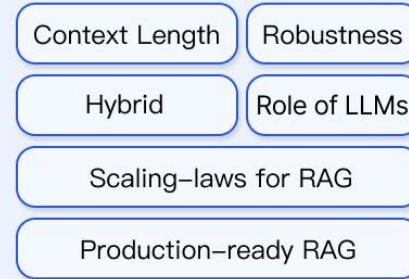 Context Length Robustness
Hybrid Role of LLMs
Scaling–laws for RAG
Production–ready RAG